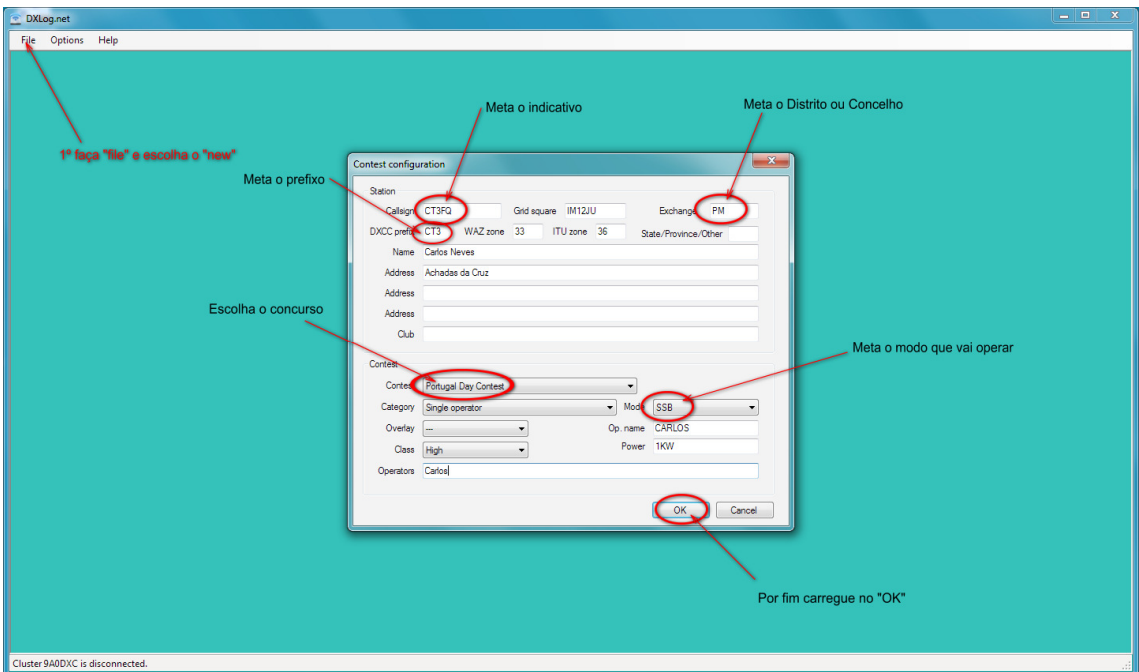 DXLog.net
File Options Help
Meta o indicativo
Meta o Distrito ou Concelho
1º faça "file" e escolha o "new"
Meta o prefixo
Contest configuration
Station
Callsign CT3FQ Grid square IM12JU Exchange PM
DXCC prefix CT3 WAZ zone 33 ITU zone 36 State/Province/Other
Name Carlos Neves
Address Achadas da Cruz
Address
Address
Club
Escolha o concurso
Meta o modo que vai operar
Contest
Contest Portugal Day Contest
Category Single operator Mode SSB
Overlay --- Op. name CARLOS
Class High Power 1KW
Operators Carlos
OK Cancel
Por fim carregue no "OK"
Cluster 9A0DXC is disconnected.